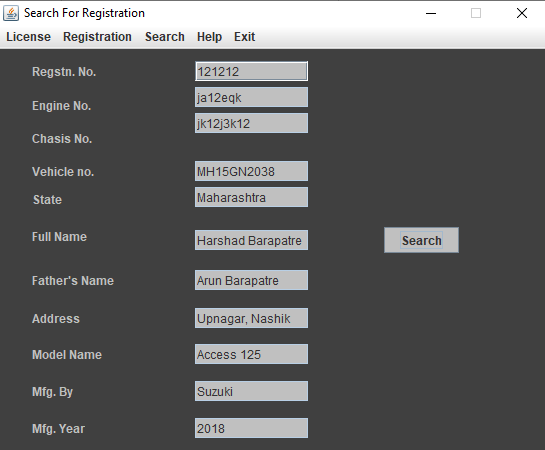 Search For Registration
License Registration Search Help Exit
Regstn. No. 121212
Engine No. ja12eqk
Chasis No. jk12j3k12
Vehicle no. MH15GN2038
State Maharashtra
Full Name Harshad Barapatre Search
Father's Name Arun Barapatre
Address Upnagar, Nashik
Model Name Access 125
Mfg. By Suzuki
Mfg. Year 2018